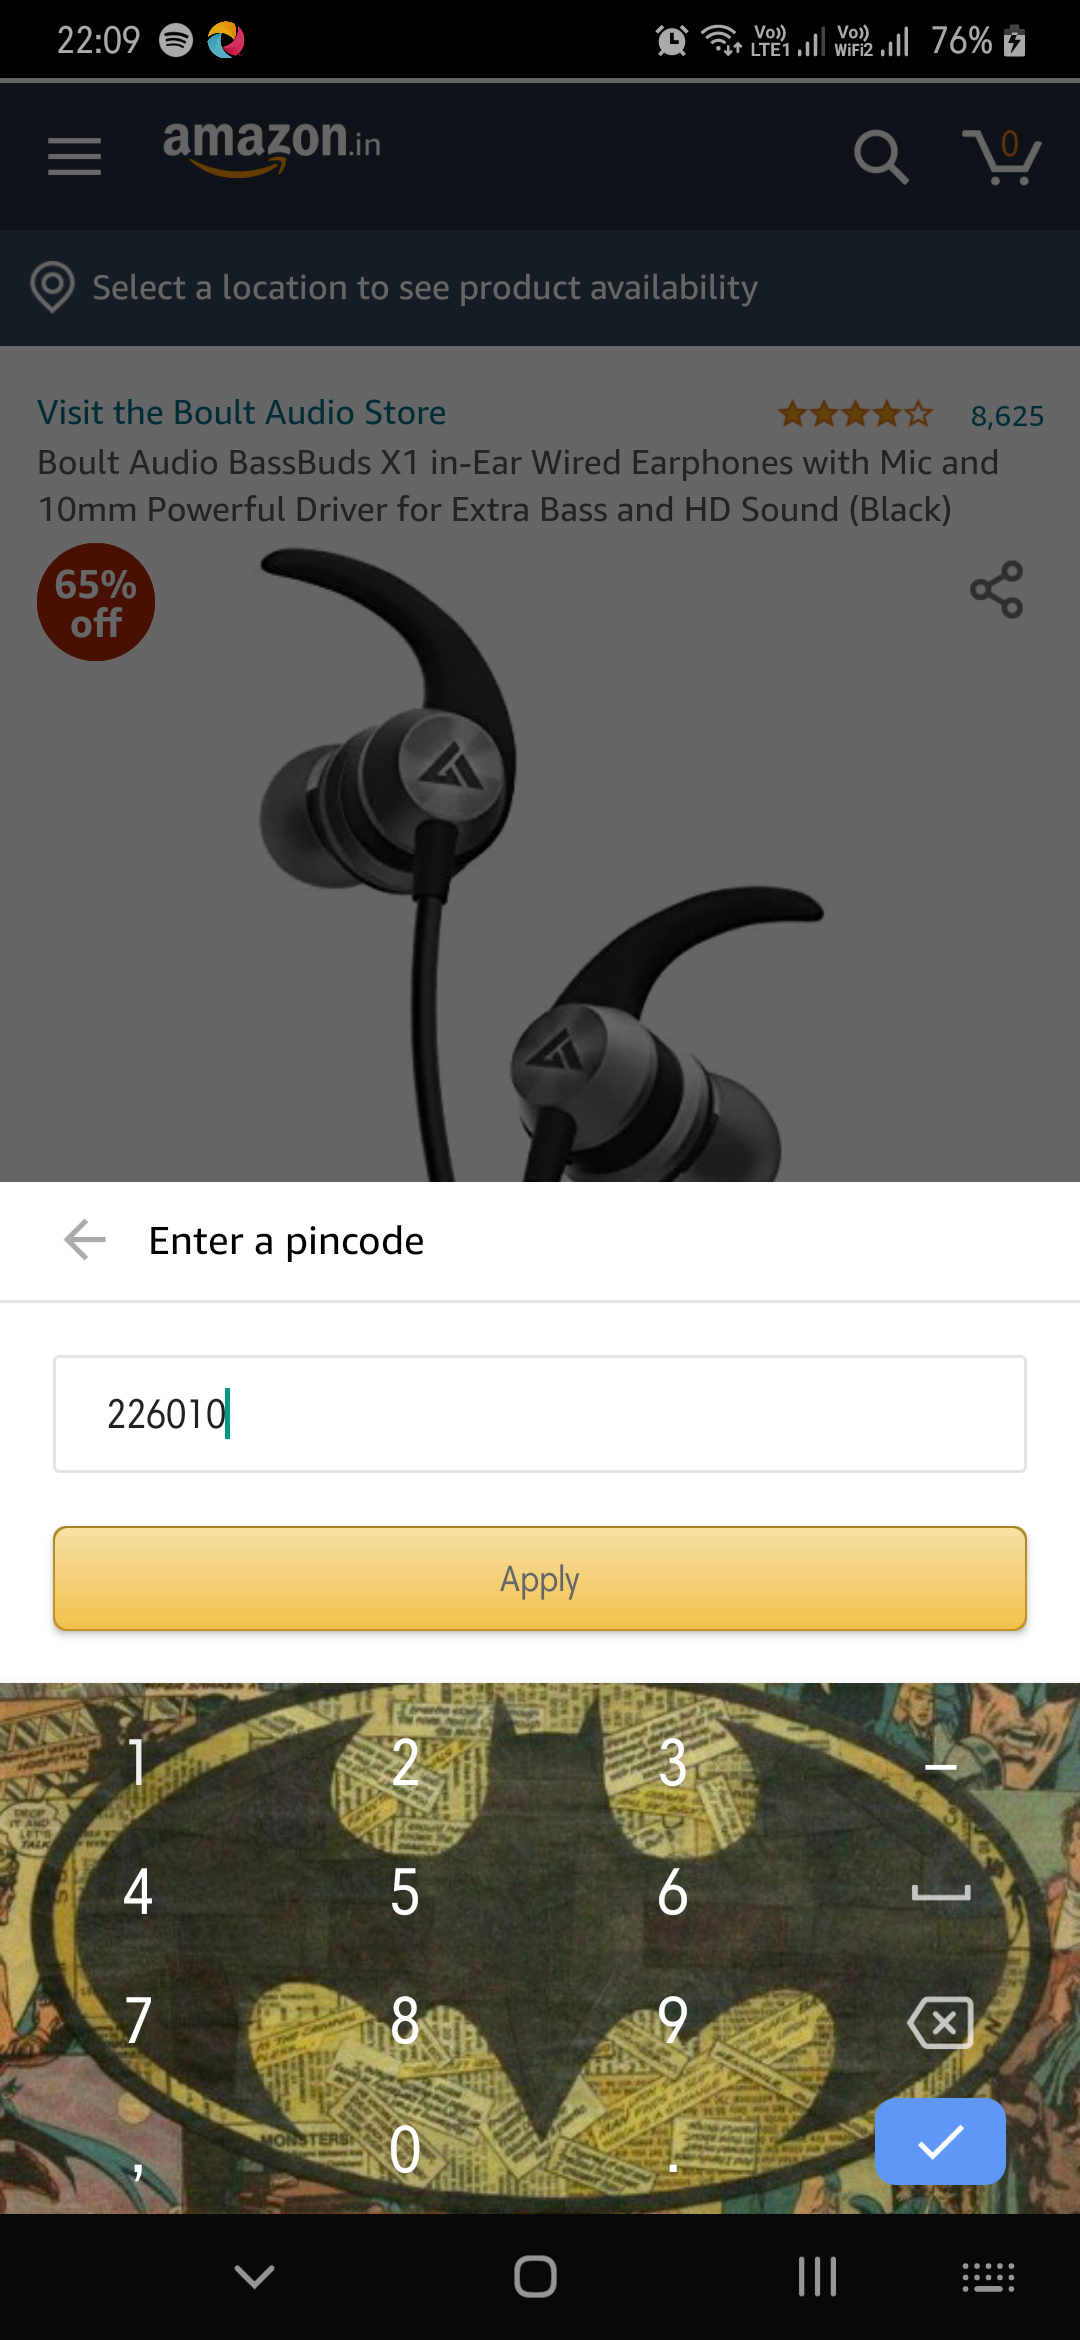 22:09
Vo)) LTE1
Vo)) WiFi2
76%
amazon.in
0
Select a location to see product availability
Visit the Boult Audio Store
8,625
Boult Audio BassBuds X1 in-Ear Wired Earphones with Mic and
10mm Powerful Driver for Extra Bass and HD Sound (Black)
65%
off
Enter a pincode
226010
Apply
1 2 3 –
4 5 6
7 8 9
MONSTERS!
, 0 .